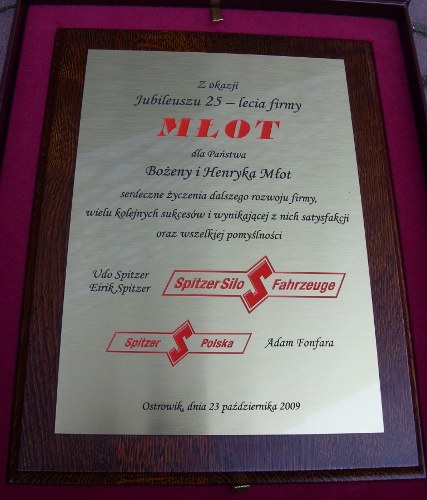 Z okazji
Jubileuszu 25 – lecia firmy
MŁOT
dla Państwa
Bożeny i Henryka Młot
serdeczne życzenia dalszego rozwoju firmy,
wielu kolejnych sukcesów i wynikającej z nich satysfakcji
oraz wszelkiej pomyślności
Udo Spitzer
Eirik Spitzer
Spitzer Silo S Fahrzeuge
Spitzer S Polska
Adam Fonfara
Ostrowik, dnia 23 października 2009